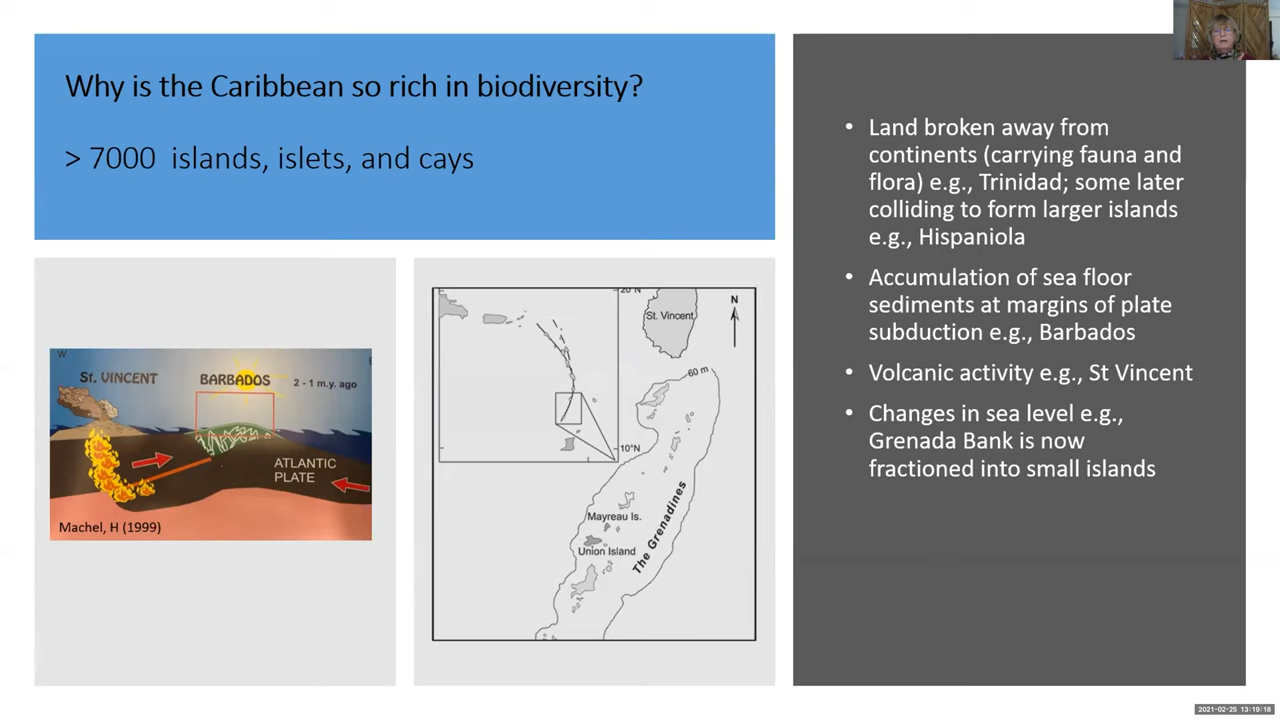 Why is the Caribbean so rich in biodiversity?
> 7000 islands, islets, and cays
W
St. VINCENT
BARBADOS
2 - 1 m.y. ago
ATLANTIC
PLATE
Machel, H (1999)
20°N
St. Vincent
N
60 m
10°N
Mayreau Is.
Union Island
The Grenadines
• Land broken away from
continents (carrying fauna and
flora) e.g., Trinidad; some later
colliding to form larger islands
e.g., Hispaniola
• Accumulation of sea floor
sediments at margins of plate
subduction e.g., Barbados
• Volcanic activity e.g., St Vincent
• Changes in sea level e.g.,
Grenada Bank is now
fractioned into small islands
2021-02-25 13:19:18